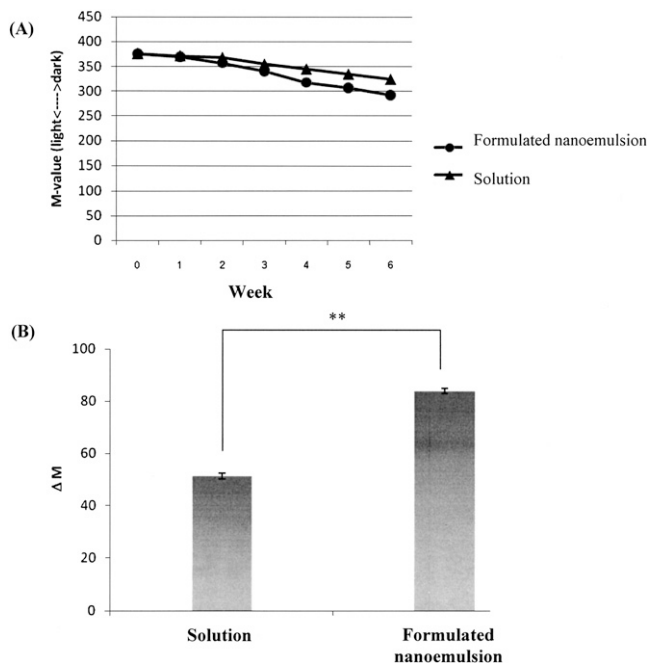 (A)
M-value (light<---->dark)
450
400
350
300
250
200
150
100
50
0
0 1 2 3 4 5 6
Week
Formulated nanoemulsion
Solution
(B)
**
Δ M
100
80
60
40
20
0
Solution
Formulated
nanoemulsion